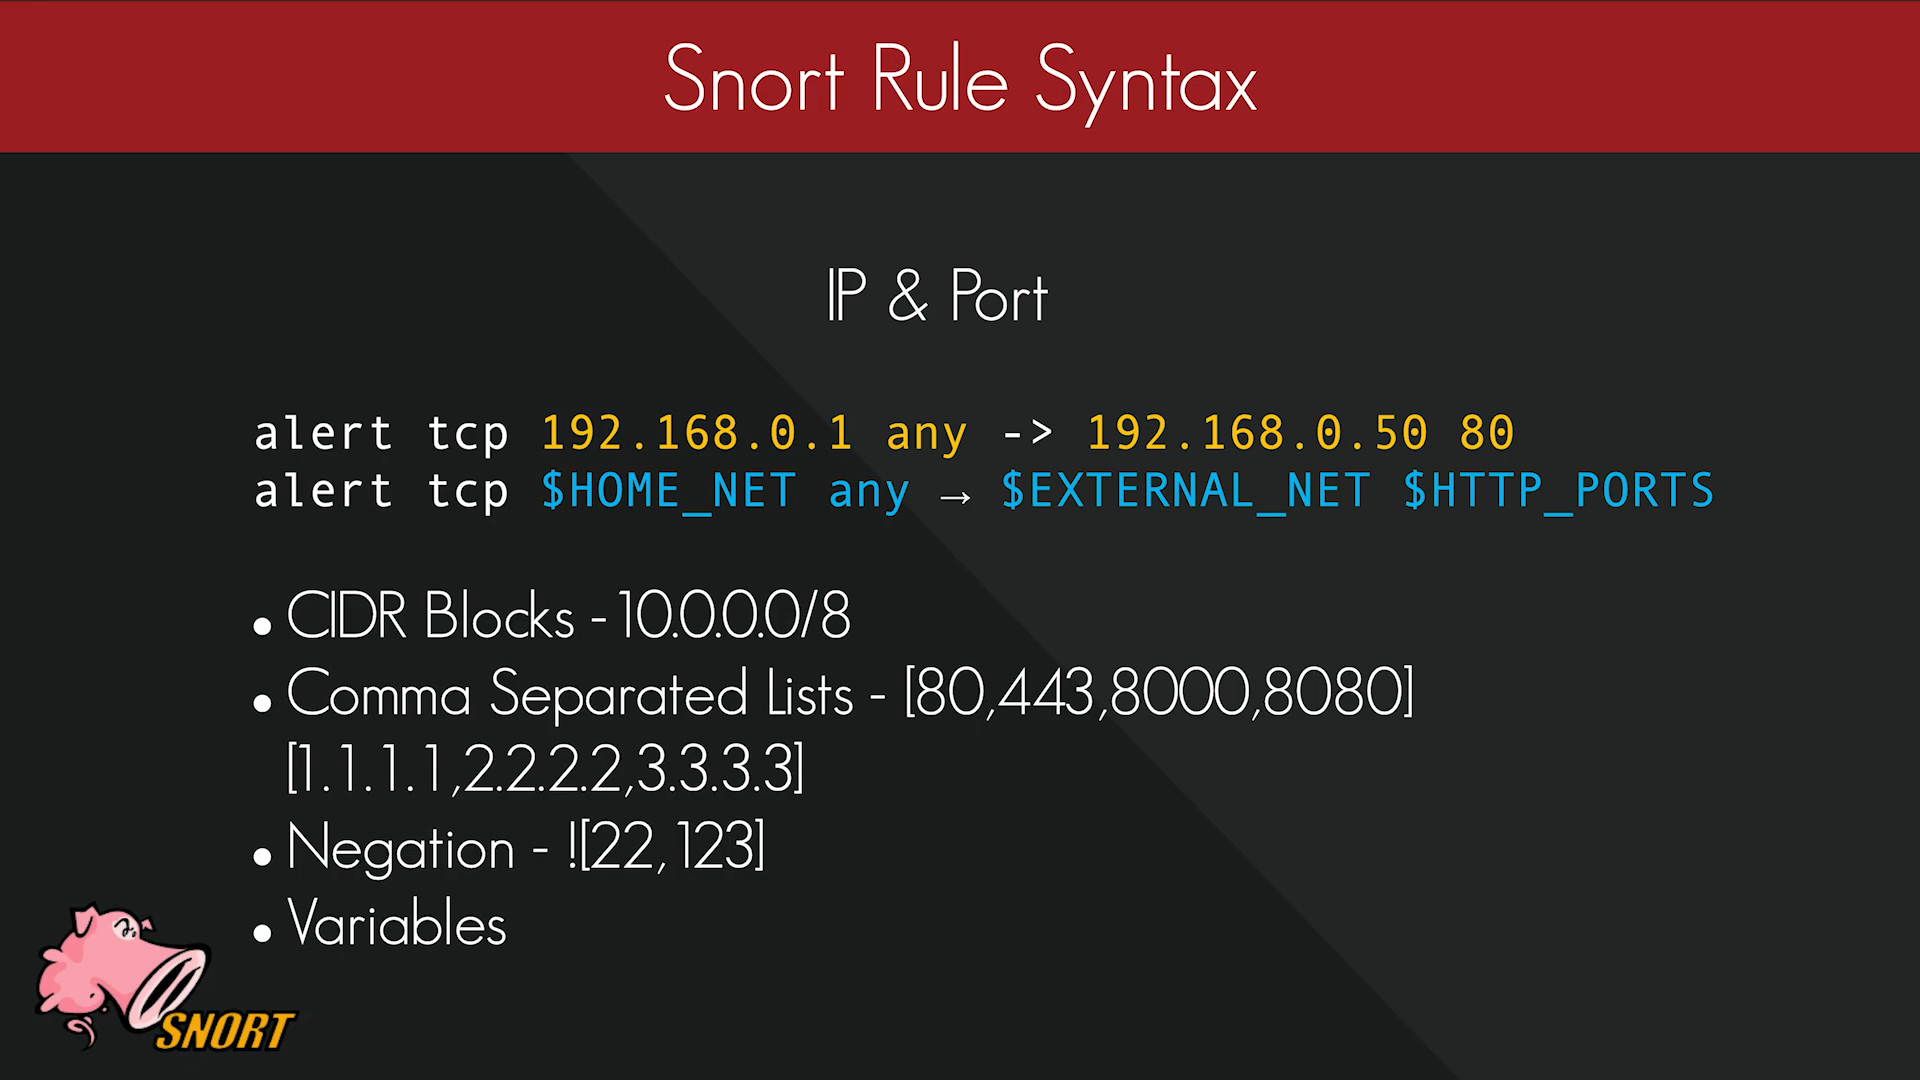 Snort Rule Syntax
IP & Port
alert tcp 192.168.0.1 any -> 192.168.0.50 80
alert tcp $HOME_NET any → $EXTERNAL_NET $HTTP_PORTS
• CIDR Blocks - 10.0.0.0/8
• Comma Separated Lists - [80,443,8000,8080]
[1.1.1.1,2.2.2.2,3.3.3.3]
• Negation - ![22,123]
• Variables
SNORT